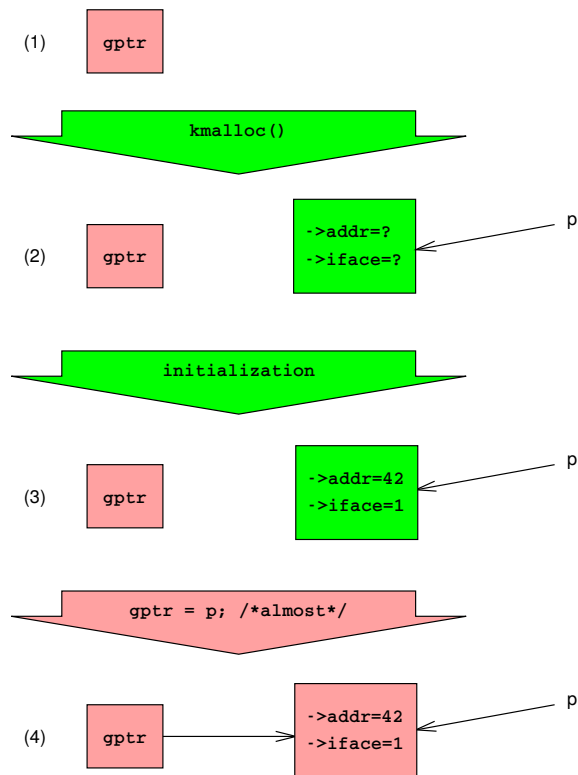 (1) gptr
kmalloc()
p
->addr=?
(2) gptr
->iface=?
initialization
p
->addr=42
(3) gptr
->iface=1
gptr = p; /*almost*/
p
->addr=42
(4) gptr
->iface=1